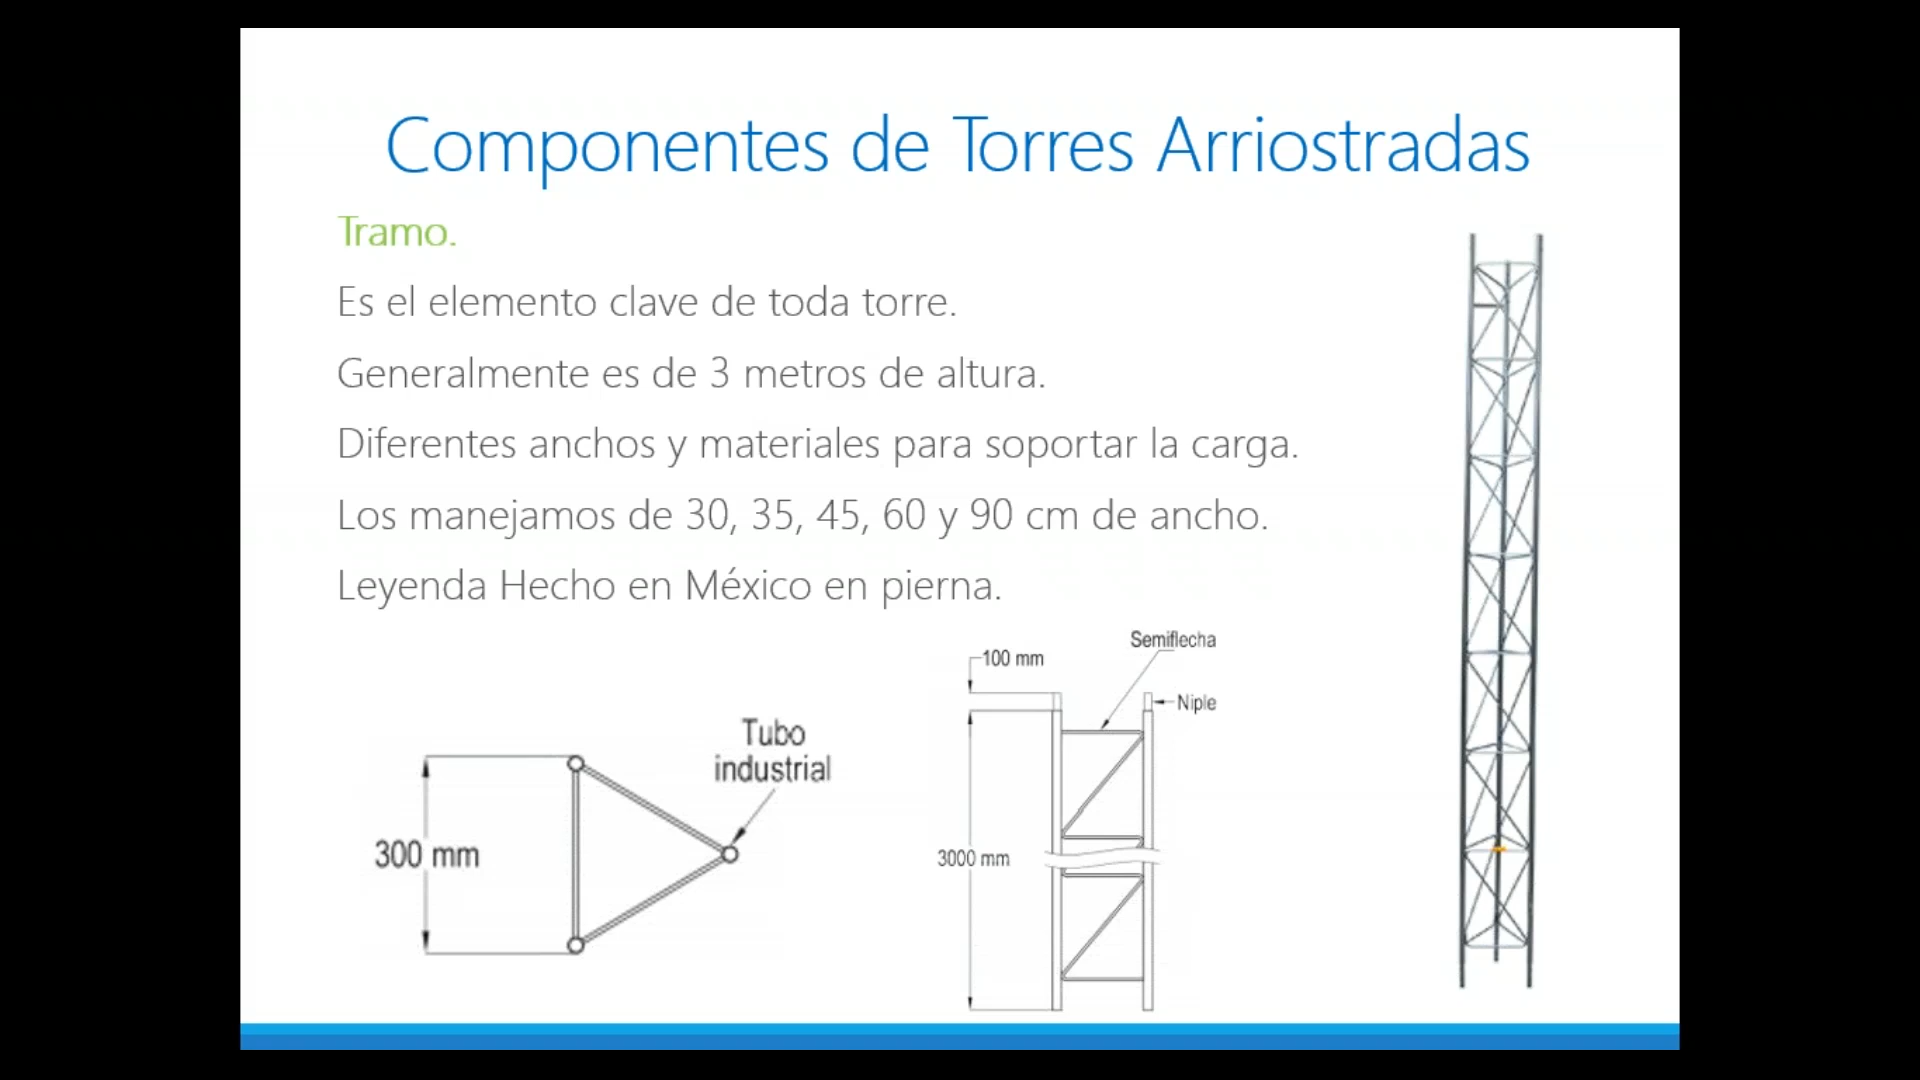 Componentes de Torres Arriostradas
Tramo.
Es el elemento clave de toda torre.
Generalmente es de 3 metros de altura.
Diferentes anchos y materiales para soportar la carga.
Los manejamos de 30, 35, 45, 60 y 90 cm de ancho.
Leyenda Hecho en México en pierna.
Tubo
industrial
300 mm
Semiflecha
100 mm
Niple
3000 mm